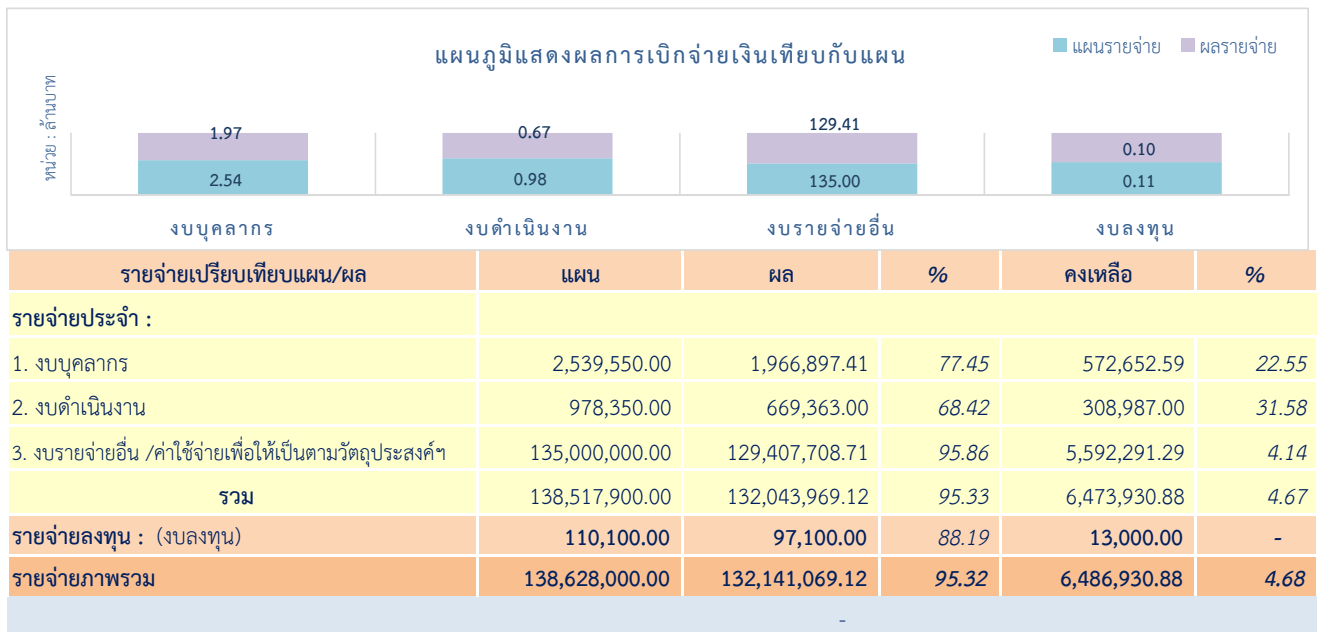 แผนภูมิแสดงผลการเบิกจ่ายเงินเทียบกับแผน
แผนรายจ่าย ผลรายจ่าย
หน่วย : ล้านบาท
1.97 0.67 129.41 0.10
2.54 0.98 135.00 0.11
งบบุคลากร งบดำเนินงาน งบรายจ่ายอื่น งบลงทุน
รายจ่ายเปรียบเทียบแผน/ผล แผน ผล % คงเหลือ %
รายจ่ายประจำ :
1. งบบุคลากร 2,539,550.00 1,966,897.41 77.45 572,652.59 22.55
2. งบดำเนินงาน 978,350.00 669,363.00 68.42 308,987.00 31.58
3. งบรายจ่ายอื่น /ค่าใช้จ่ายเพื่อให้เป็นตามวัตถุประสงค์ฯ 135,000,000.00 129,407,708.71 95.86 5,592,291.29 4.14
รวม 138,517,900.00 132,043,969.12 95.33 6,473,930.88 4.67
รายจ่ายลงทุน : (งบลงทุน) 110,100.00 97,100.00 88.19 13,000.00 -
รายจ่ายภาพรวม 138,628,000.00 132,141,069.12 95.32 6,486,930.88 4.68
-